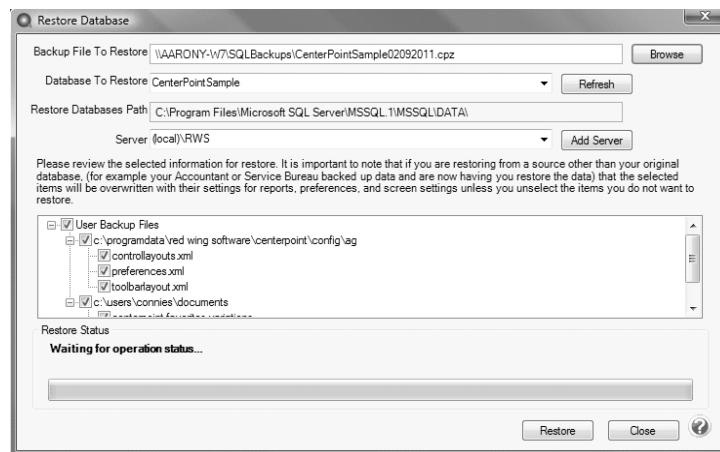 Restore Database
Backup File To Restore \\AARONY-W7\SQLBackups\CenterPointSample02092011.cpz Browse
Database To Restore CenterPointSample Refresh
Restore Databases Path C:\Program Files\Microsoft SQL Server\MSSQL.1\MSSQL\DATA\
Server (local)\RWS Add Server
Please review the selected information for restore. It is important to note that if you are restoring from a source other than your original
database, (for example your Accountant or Service Bureau backed up data and are now having you restore the data) that the selected
items will be overwritten with their settings for reports, preferences, and screen settings unless you unselect the items you do not want to
restore.
User Backup Files
c:\programdata\red wing software\centerpoint\config\ag
controllayouts.xml
preferences.xml
toolbarlayout.xml
c:\users\connies\documents
Restore Status
Waiting for operation status...
Restore Close ?